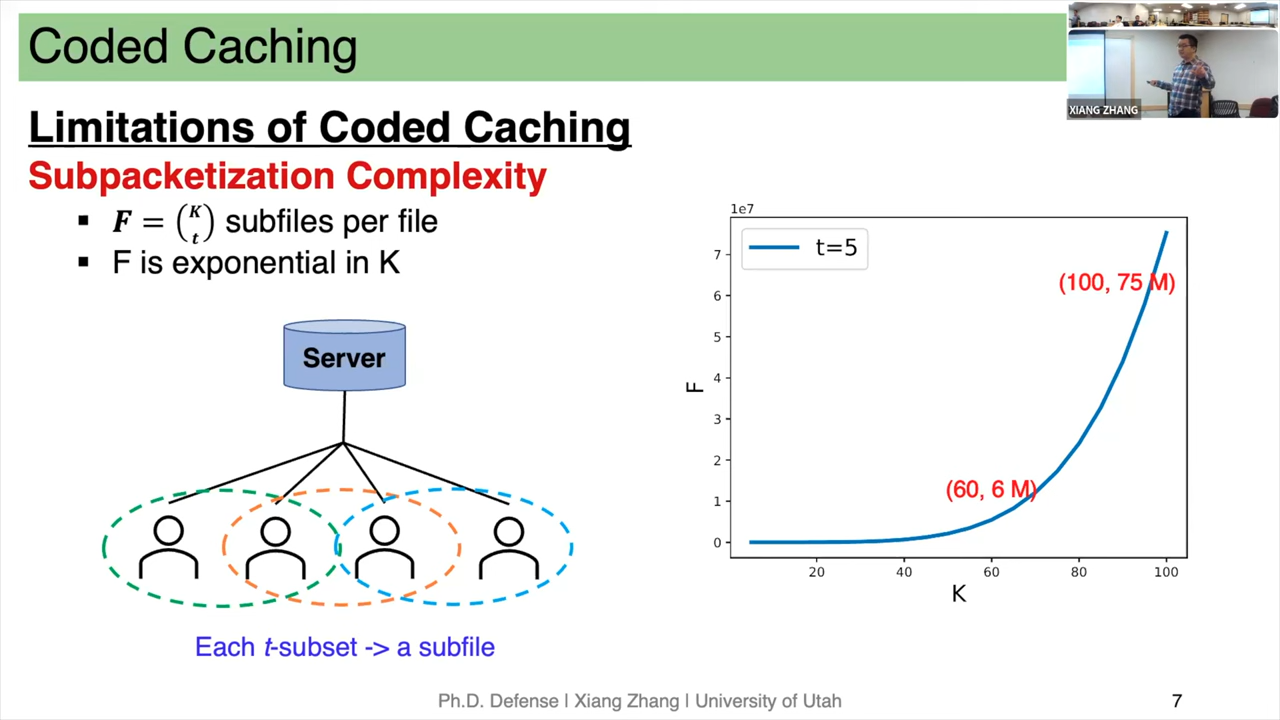 Coded Caching
XIANG ZHANG
Limitations of Coded Caching
Subpacketization Complexity
▪ F = (K t) subfiles per file
▪ F is exponential in K
Server
Each t-subset -> a subfile
1e7
t=5
(100, 75 M)
(60, 6 M)
7
6
5
4
3
2
1
0
F
20 40 60 80 100
K
Ph.D. Defense | Xiang Zhang | University of Utah
7